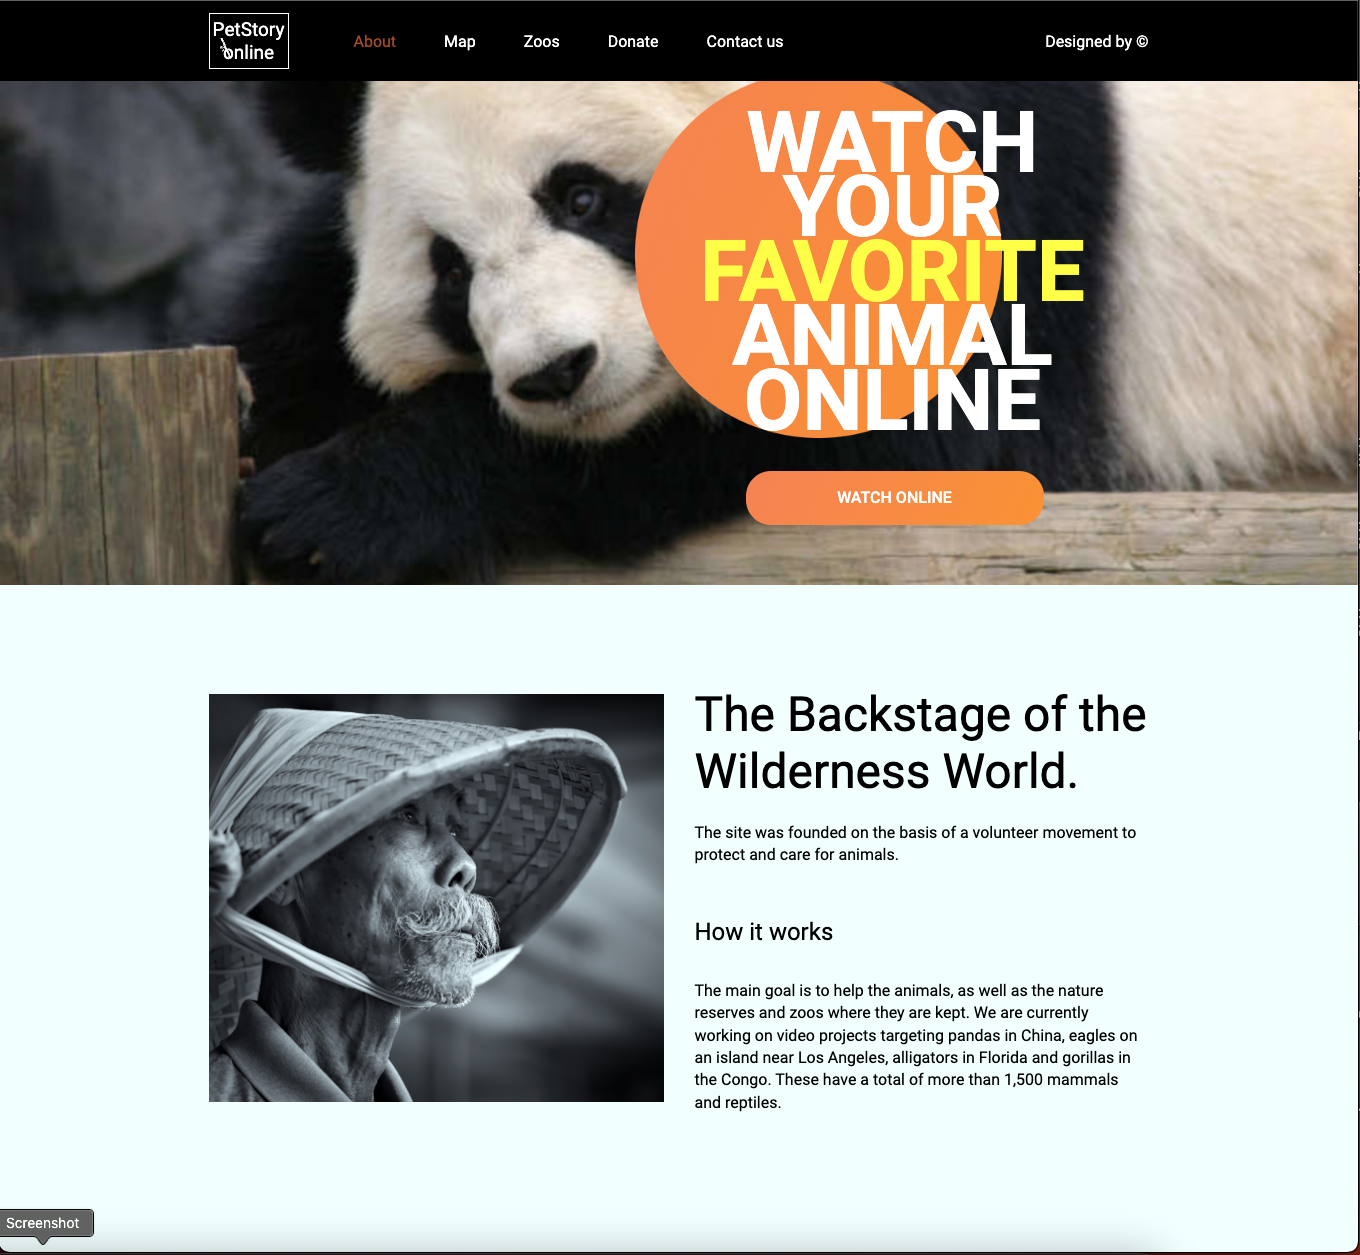 PetStory
online
About Map Zoos Donate Contact us Designed by ©
WATCH
YOUR
FAVORITE
ANIMAL
ONLINE
WATCH ONLINE
The Backstage of the
Wilderness World.
The site was founded on the basis of a volunteer movement to
protect and care for animals.
How it works
The main goal is to help the animals, as well as the nature
reserves and zoos where they are kept. We are currently
working on video projects targeting pandas in China, eagles on
an island near Los Angeles, alligators in Florida and gorillas in
the Congo. These have a total of more than 1,500 mammals
and reptiles.
Screenshot